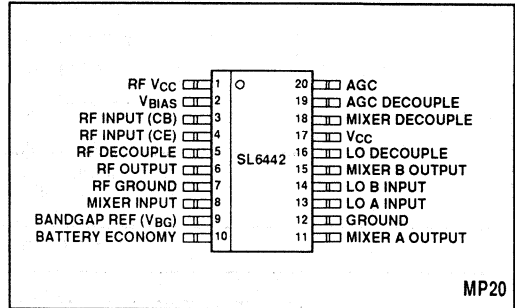 RF VCC 1 20 AGC
VBIAS 2 19 AGC DECOUPLE
RF INPUT (CB) 3 18 MIXER DECOUPLE
RF INPUT (CE) 4 17 VCC
RF DECOUPLE 5 16 LO DECOUPLE
SL6442
RF OUTPUT 6 15 MIXER B OUTPUT
RF GROUND 7 14 LO B INPUT
MIXER INPUT 8 13 LO A INPUT
BANDGAP REF (VBG) 9 12 GROUND
BATTERY ECONOMY 10 11 MIXER A OUTPUT
MP20